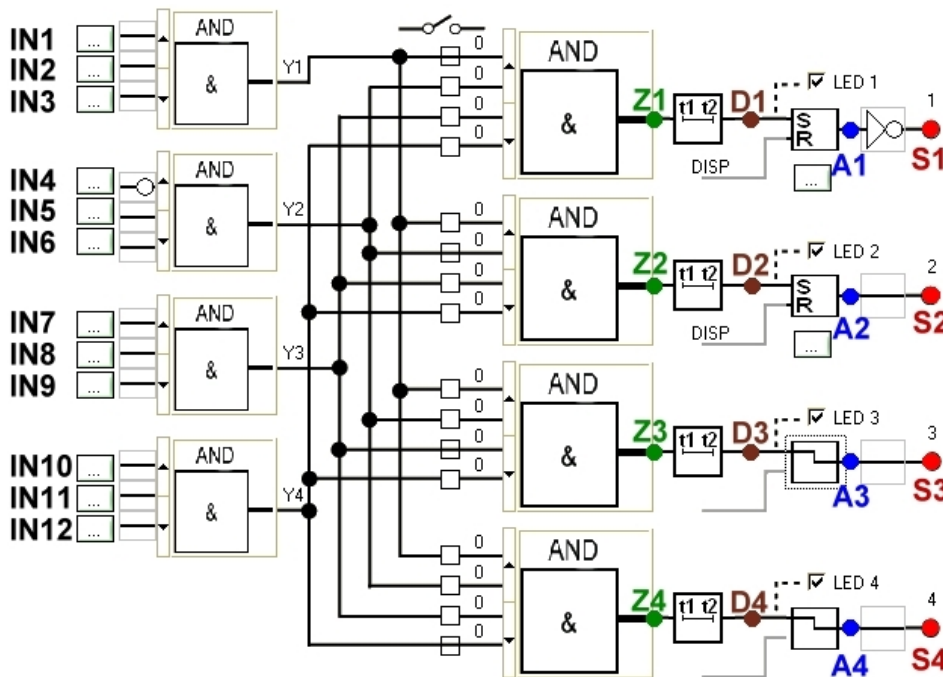 IN1 ...
IN2 ...
IN3 ...
AND
&
Y1
IN4 ...
IN5 ...
IN6 ...
AND
&
Y2
IN7 ...
IN8 ...
IN9 ...
AND
&
Y3
IN10 ...
IN11 ...
IN12 ...
AND
&
Y4
0
0
0
0
AND
&
Z1
t1 t2
D1
LED 1
DISP
S
R
...
A1
1
S1
0
0
0
0
AND
&
Z2
t1 t2
D2
LED 2
DISP
S
R
...
A2
2
S2
0
0
0
0
AND
&
Z3
t1 t2
D3
LED 3
A3
3
S3
0
0
0
0
AND
&
Z4
t1 t2
D4
LED 4
A4
4
S4